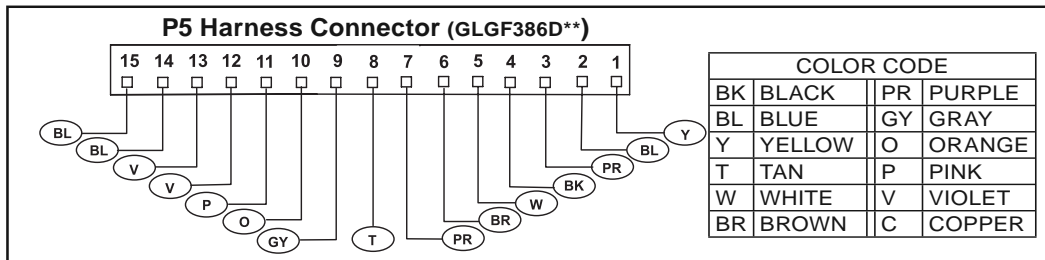 P5 Harness Connector (GLGF386D**)
15 14 13 12 11 10 9 8 7 6 5 4 3 2 1
BL
BL
V
V
P
O
GY
T
PR
BR
W
BK
PR
BL
Y
COLOR CODE
BK BLACK PR PURPLE
BL BLUE GY GRAY
Y YELLOW O ORANGE
T TAN P PINK
W WHITE V VIOLET
BR BROWN C COPPER